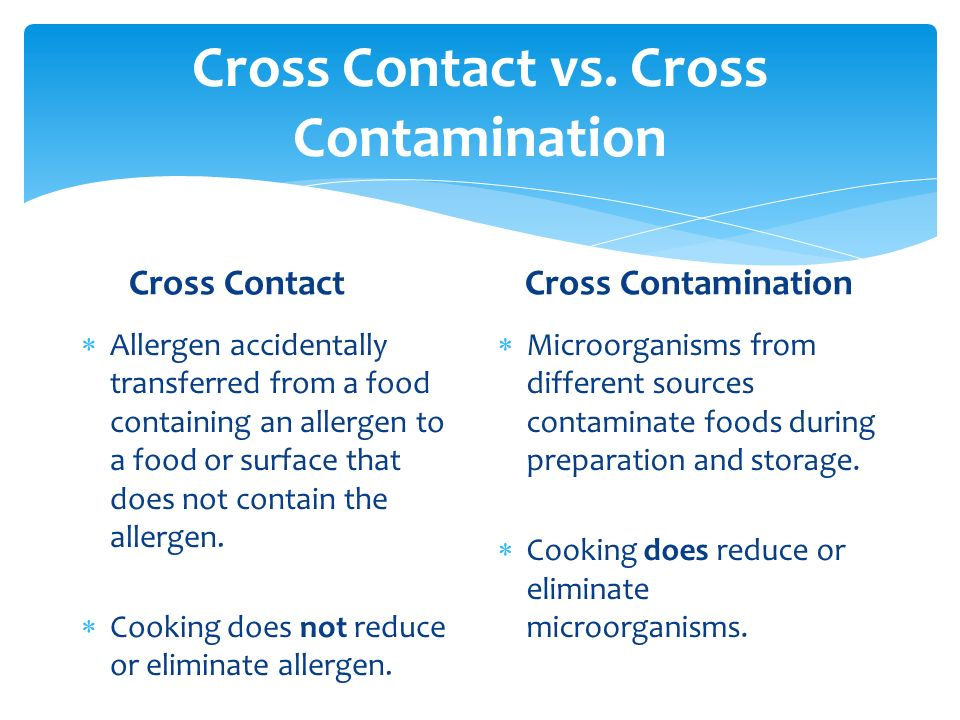 Cross Contact vs. Cross
Contamination
Cross Contact
* Allergen accidentally
transferred from a food
containing an allergen to
a food or surface that
does not contain the
allergen.
* Cooking does not reduce
or eliminate allergen.
Cross Contamination
* Microorganisms from
different sources
contaminate foods during
preparation and storage.
* Cooking does reduce or
eliminate
microorganisms.